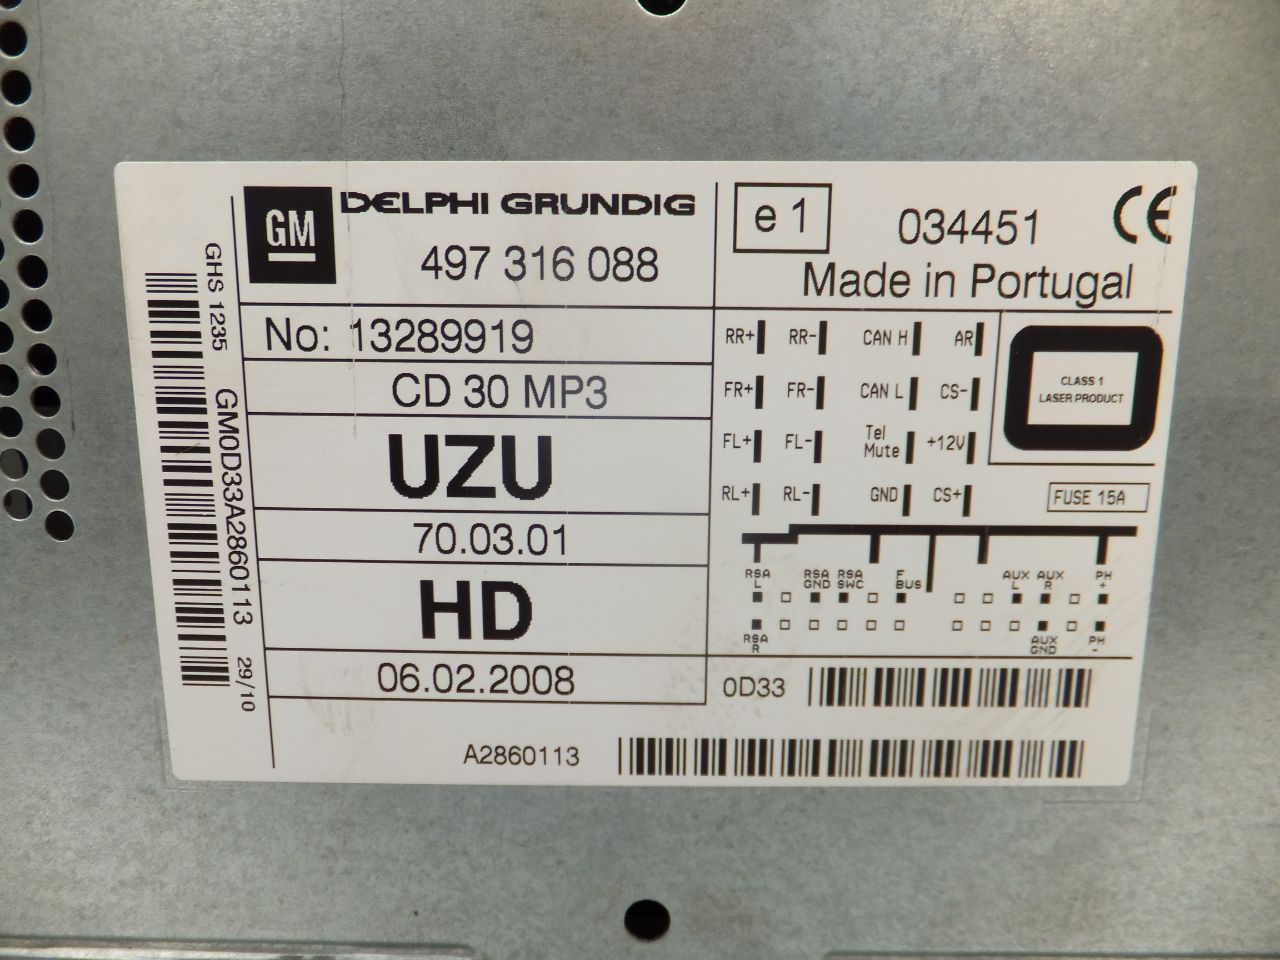 GM
DELPHI GRUNDIG
497 316 088
No: 13289919
CD 30 MP3
UZU
70.03.01
HD
06.02.2008
A2860113
GHS 1235
GM0D33A2860113
29/10
e1
034451
CE
Made in Portugal
RR+ RR- CAN H AR
FR+ FR- CAN L CS-
FL+ FL- Tel Mute +12V
RL+ RL- GND CS+
CLASS 1
LASER PRODUCT
FUSE 15A
RSA L RSA GND RSA SWC F BUS AUX L AUX R PH +
RSA R AUX GND PH -
0D33